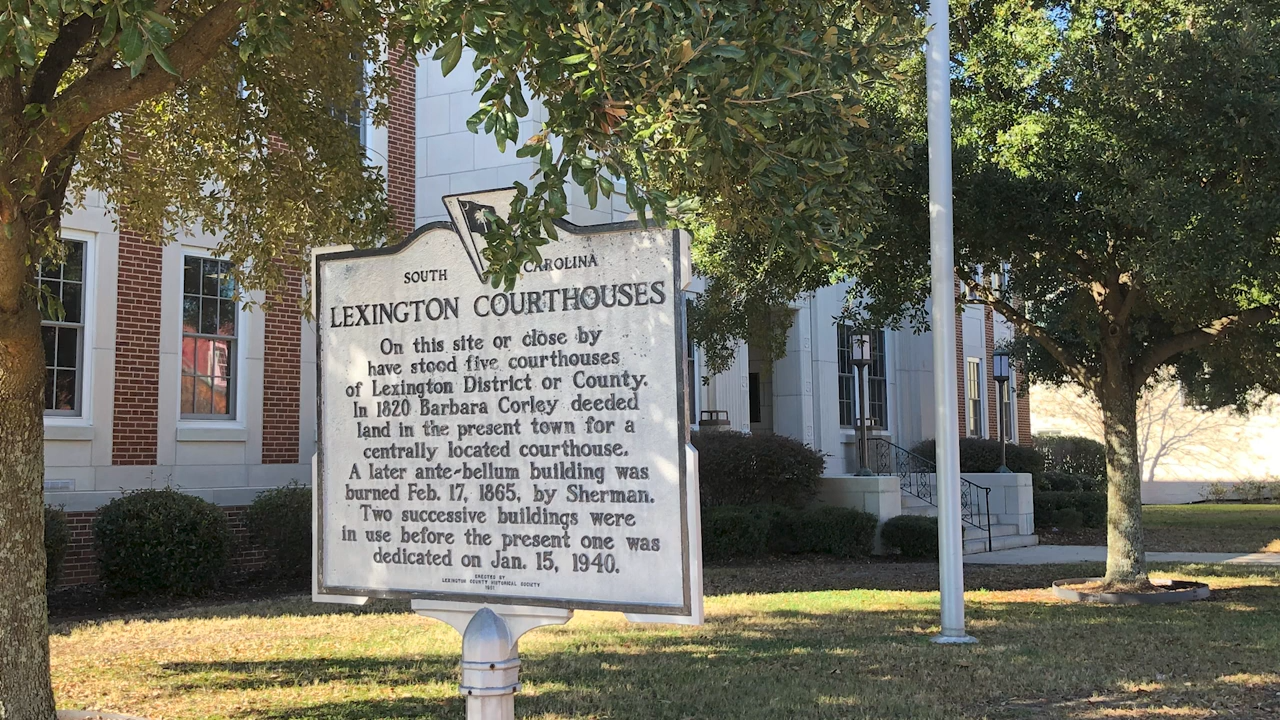 SOUTH CAROLINA
LEXINGTON COURTHOUSES
On this site or close by
have stood five courthouses
of Lexington District or County.
In 1820 Barbara Corley deeded
land in the present town for a
centrally located courthouse.
A later ante-bellum building was
burned Feb. 17, 1865, by Sherman.
Two successive buildings were
in use before the present one was
dedicated on Jan. 15, 1940.
ERECTED BY
LEXINGTON COUNTY HISTORICAL SOCIETY